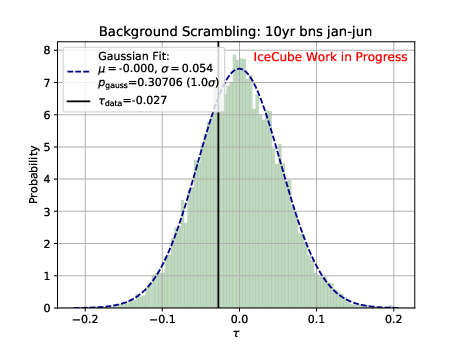 Background Scrambling: 10yr bns jan-jun
IceCube Work in Progress
Gaussian Fit:
μ = -0.000, σ = 0.054
p_gauss=0.30706 (1.0σ)
τ_data=-0.027
Probability
8
7
6
5
4
3
2
1
0
−0.2 −0.1 0.0 0.1 0.2
τ